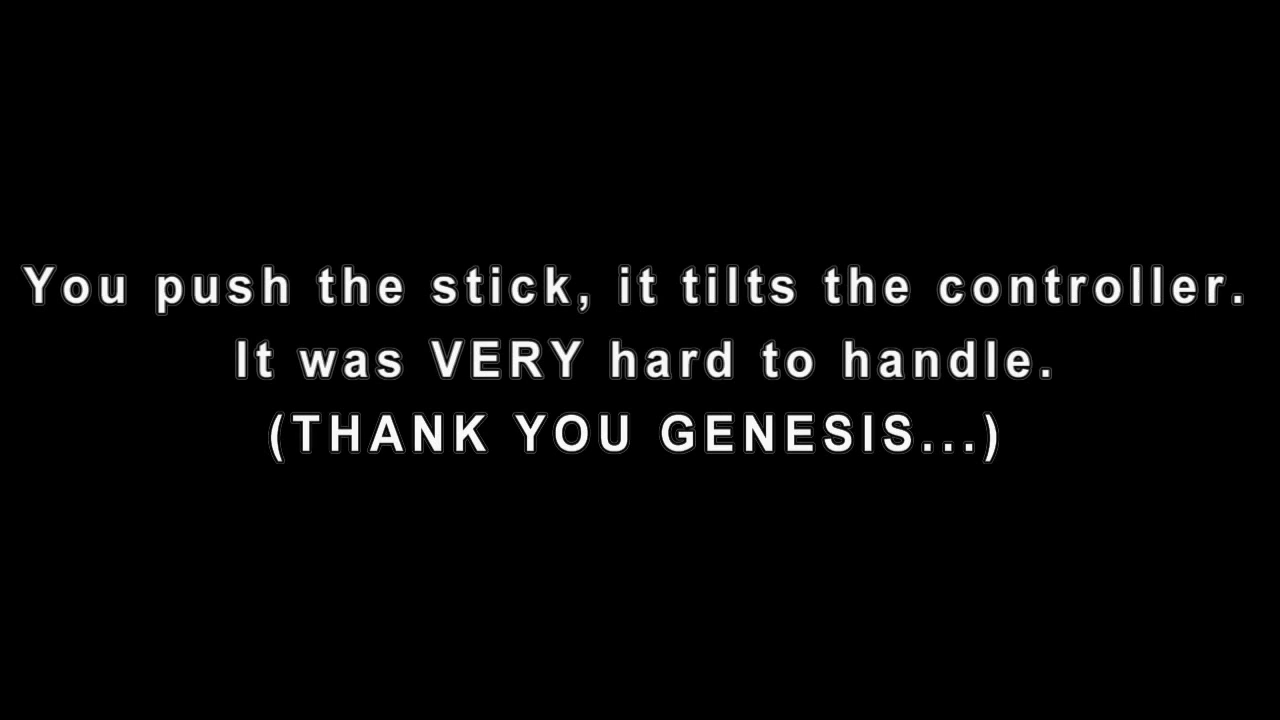 You push the stick, it tilts the controller.
It was VERY hard to handle.
(THANK YOU GENESIS...)